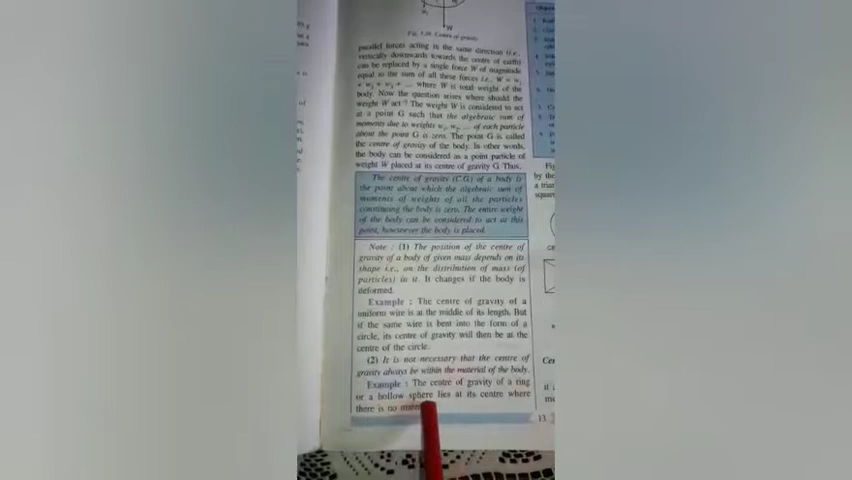 W
Fig. 1.24 Centre of gravity
parallel forces acting in the same direction (i.e.,
vertically downwards towards the centre of earth)
can be replaced by a single force W of magnitude
equal to the sum of all these forces i.e., W = w₁
+ w₂ + w₃ + ... where W is total weight of the
body. Now the question arises where should the
weight W act ? The weight W is considered to act
at a point G such that the algebraic sum of
moments due to weights w₁, w₂, ... of each particle
about the point G is zero. The point G is called
the centre of gravity of the body. In other words,
the body can be considered as a point particle of
weight W placed at its centre of gravity G Thus,
The centre of gravity (C.G) of a body is
the point about which the algebraic sum of
moments of weights of all the particles
constituting the body is zero. The entire weight
of the body can be considered to act at this
point, howsoever the body is placed.
Note : (1) The position of the centre of
gravity of a body of given mass depends on its
shape i.e., on the distribution of mass (of
particles) in it. It changes if the body is
deformed.
Example : The centre of gravity of a
uniform wire is at the middle of its length. But
if the same wire is bent into the form of a
circle, its centre of gravity will then be at the
centre of the circle.
(2) It is not necessary that the centre of
gravity always be within the material of the body.
Example : The centre of gravity of a ring
or a hollow sphere lies at its centre where
there is no
by the
a trian
square
13